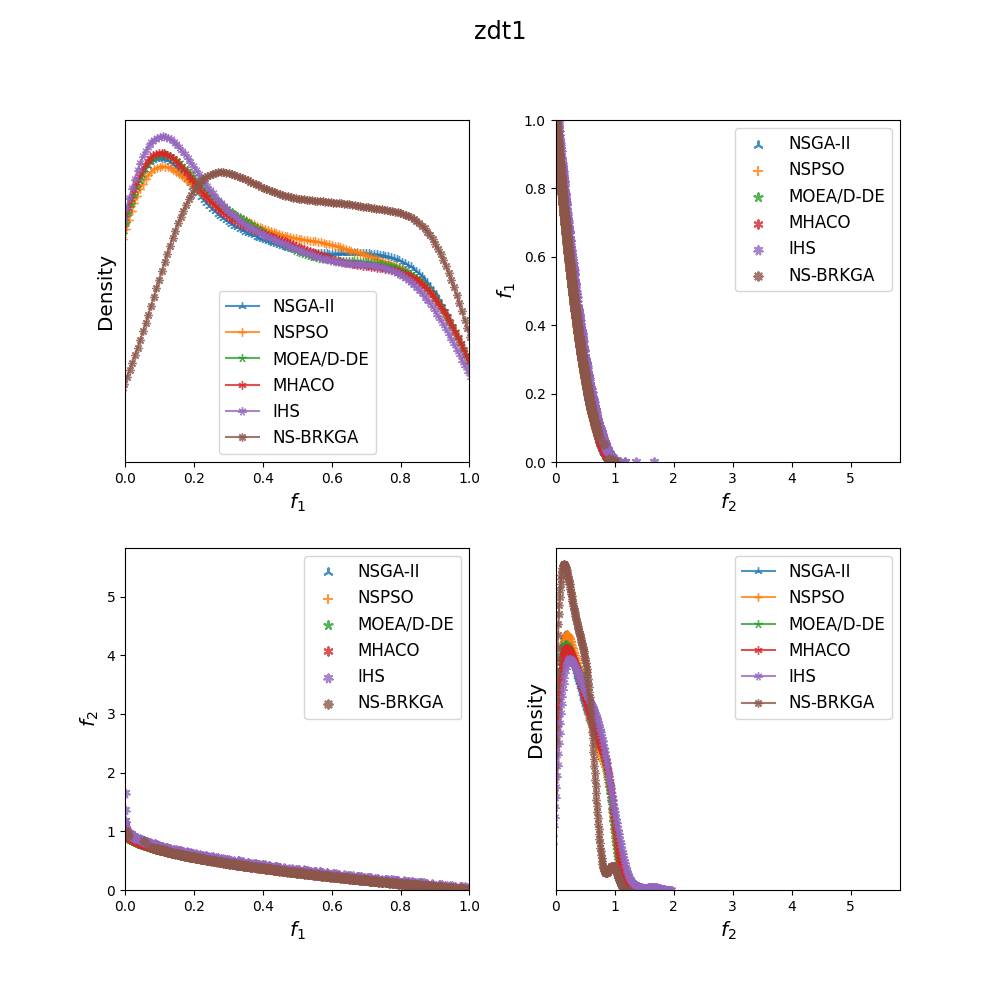 zdt1
Density
NSGA-II
NSPSO
MOEA/D-DE
MHACO
IHS
NS-BRKGA
0.0 0.2 0.4 0.6 0.8 1.0
f1
f1
1.0
0.8
0.6
0.4
0.2
0.0
NSGA-II
NSPSO
MOEA/D-DE
MHACO
IHS
NS-BRKGA
0 1 2 3 4 5
f2
f2
5
4
3
2
1
0
NSGA-II
NSPSO
MOEA/D-DE
MHACO
IHS
NS-BRKGA
0.0 0.2 0.4 0.6 0.8 1.0
f1
Density
NSGA-II
NSPSO
MOEA/D-DE
MHACO
IHS
NS-BRKGA
0 1 2 3 4 5
f2